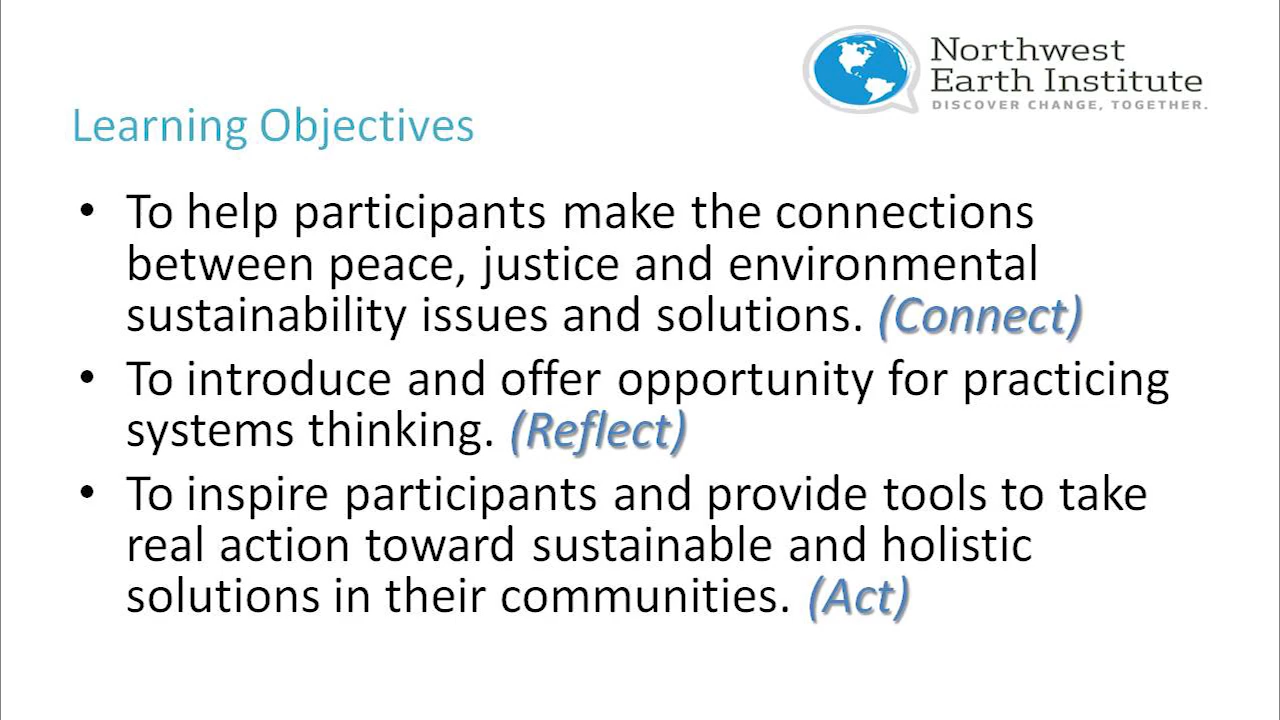 Northwest
Earth Institute
DISCOVER CHANGE, TOGETHER.
Learning Objectives
• To help participants make the connections
between peace, justice and environmental
sustainability issues and solutions. (Connect)
• To introduce and offer opportunity for practicing
systems thinking. (Reflect)
• To inspire participants and provide tools to take
real action toward sustainable and holistic
solutions in their communities. (Act)